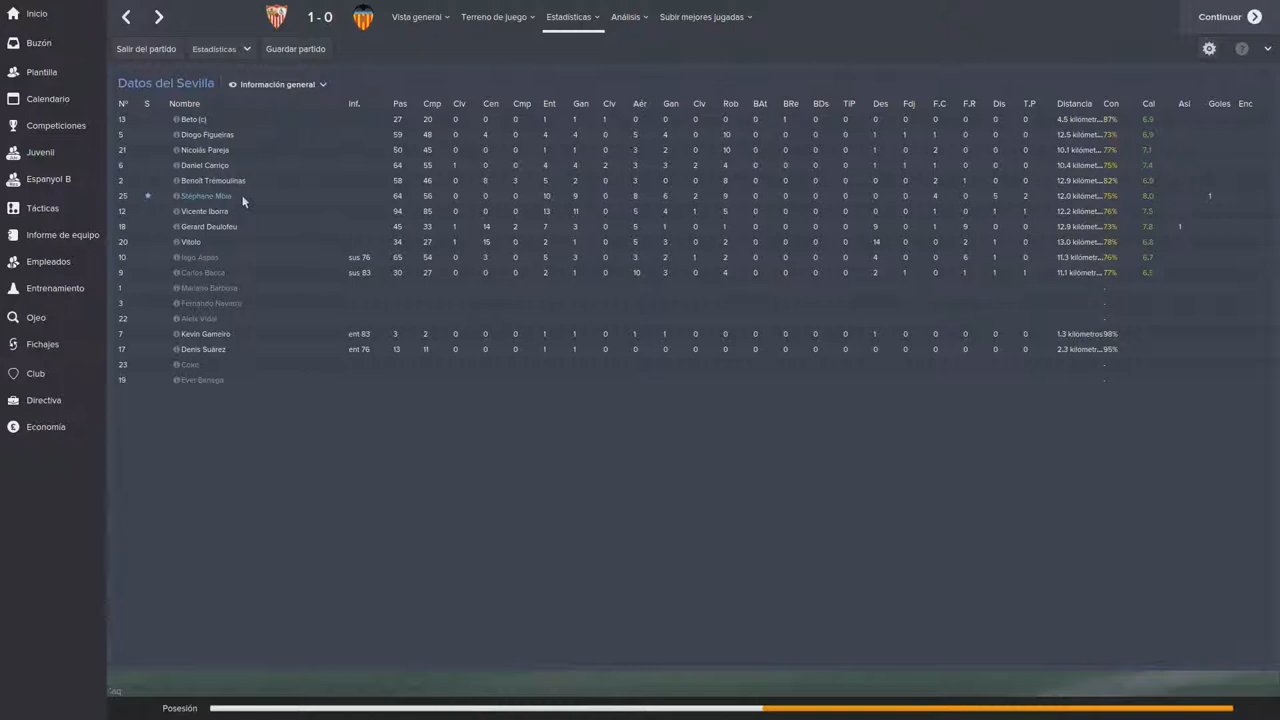 Inicio
1 - 0
Vista general
Terreno de juego
Estadísticas
Análisis
Subir mejores jugadas
Continuar
Buzón
Salir del partido
Estadísticas
Guardar partido
Plantilla
Datos del Sevilla
Información general
Calendario
Nº S Nombre Inf. Pas Cmp Clv Cen Cmp Ent Gan Clv Aér Gan Clv Rob BAt BRe BDs TiP Des Fdj F.C F.R Dis T.P Distancia Con Cal Asi Goles Enc
13 Beto (c) 27 20 0 0 0 1 1 1 0 0 0 0 0 1 0 0 0 0 0 0 0 0 4.5 kilómetr... 87% 6.9
Competiciones
5 Diogo Figueiras 59 48 0 4 0 4 4 0 5 4 0 10 0 0 0 0 1 1 1 0 0 0 12.5 kilómet... 73% 6.9
21 Nicolás Pareja 50 45 0 0 0 1 1 0 3 2 0 10 0 0 0 0 1 0 2 0 0 0 10.1 kilómet... 77% 7.1
Juvenil
6 Daniel Carriço 64 55 1 0 0 4 4 2 3 3 2 4 0 0 0 0 1 1 1 0 0 0 10.4 kilómet... 75% 7.4
Espanyol B
2 Benoît Trémoulinas 58 46 0 8 3 5 2 0 3 0 0 8 0 0 0 0 0 0 2 1 0 0 12.9 kilómet... 82% 6.9
25 Stéphane Mbia 64 56 0 0 0 10 9 0 8 6 2 9 0 0 0 0 0 0 4 0 5 2 12.0 kilómet... 75% 8.0 1
Tácticas
12 Vicente Iborra 94 85 0 0 0 13 11 0 5 4 1 5 0 0 0 0 0 0 1 0 1 1 12.2 kilómet... 76% 7.5
18 Gerard Deulofeu 45 33 1 14 2 7 3 0 5 1 0 2 0 0 0 0 9 0 1 9 0 0 12.9 kilómet... 73% 7.8 1
Informe de equipo
20 Vitolo 34 27 1 15 0 2 1 0 5 3 0 2 0 0 0 0 14 0 0 2 1 0 13.0 kilómet... 78% 6.8
10 Iago Aspas sus 76 65 54 0 3 0 5 3 0 3 2 1 2 0 0 0 0 4 0 0 6 0 0 11.3 kilómet... 76% 6.7
Empleados
9 Carlos Bacca sus 83 30 27 0 0 0 2 1 0 10 3 0 4 0 0 0 0 2 1 0 1 1 1 11.1 kilómet... 77%
1 Mariano Barbosa -
Entrenamiento
3 Fernando Navarro -
22 Aleix Vidal -
Ojeo
7 Kevin Gameiro ent 83 3 2 0 0 0 1 1 0 1 1 0 0 0 0 0 0 1 0 0 0 0 0 1.3 kilómetros 98%
Fichajes
17 Denis Suárez ent 76 13 11 0 0 0 1 1 0 0 0 0 0 0 0 0 0 0 0 0 0 0 0 2.3 kilómetr... 95%
23 Coke -
Club
19 Ever Banega -
Directiva
Economía
Posesión